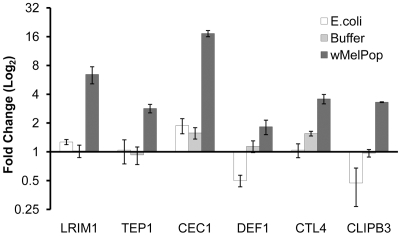 Fold Change (Log2)
32
16
8
4
2
1
0.5
0.25
E.coli
Buffer
wMelPop
LRIM1 TEP1 CEC1 DEF1 CTL4 CLIPB3